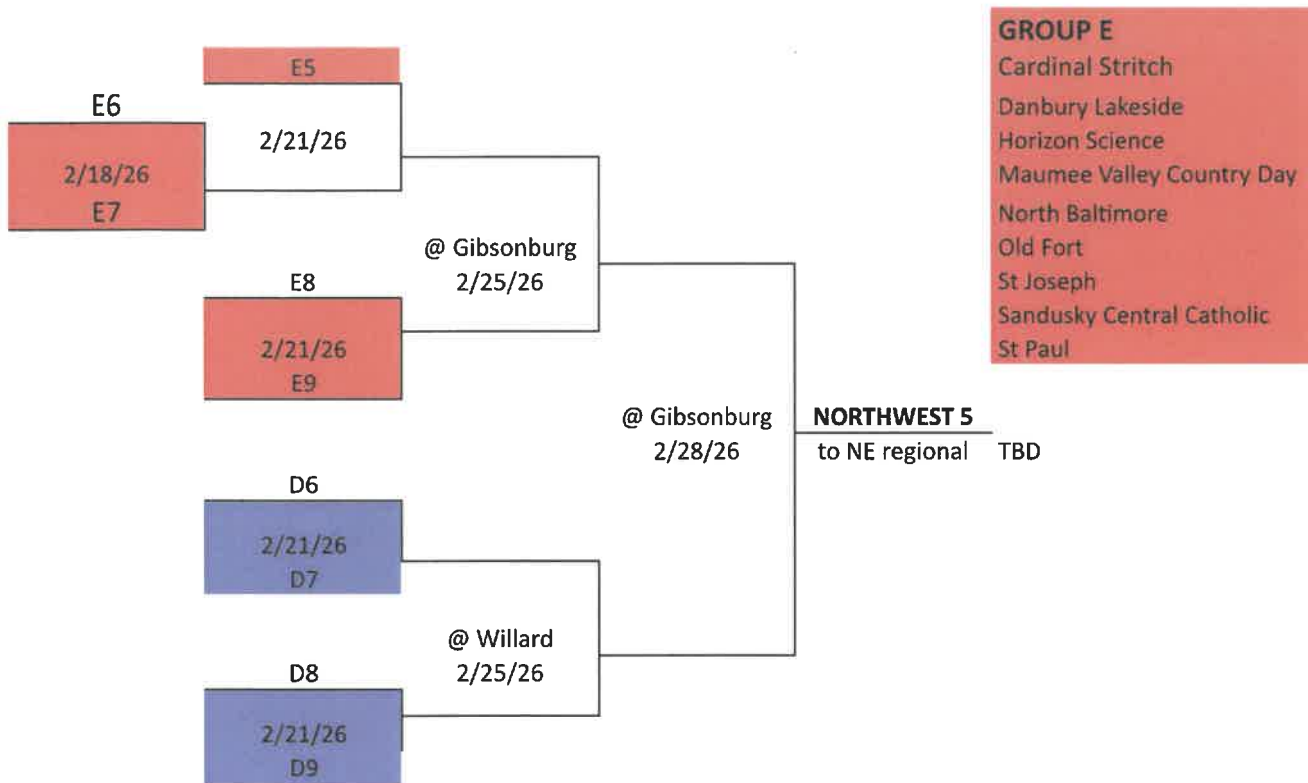 E5
E6
2/21/26
2/18/26
E7
@ Gibsonburg
2/25/26
E8
2/21/26
E9
@ Gibsonburg
2/28/26
NORTHWEST 5
to NE regional TBD
D6
2/21/26
D7
@ Willard
2/25/26
D8
2/21/26
D9
GROUP E
Cardinal Stritch
Danbury Lakeside
Horizon Science
Maumee Valley Country Day
North Baltimore
Old Fort
St Joseph
Sandusky Central Catholic
St Paul